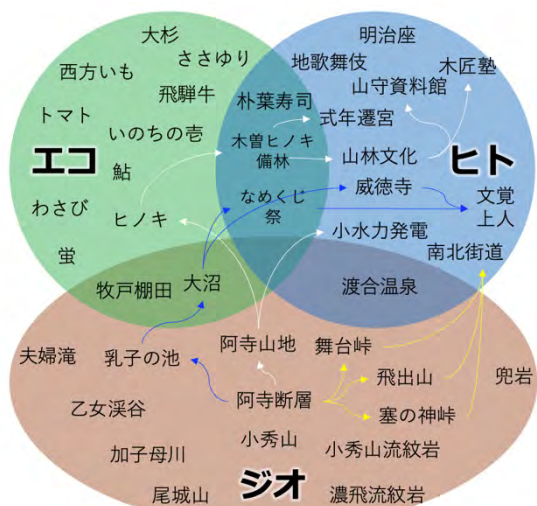 大杉
ささゆり
西方いも
飛騨牛
トマト
いのちの壱
エコ
鮎
わさび
ヒノキ
蛍
牧戸棚田
大沼
朴葉寿司
木曽ヒノキ
備林
なめくじ
祭
明治座
地歌舞伎
木匠塾
山守資料館
式年遷宮
山林文化
ヒト
威徳寺
文覚
上人
小水力発電
南北街道
渡合温泉
夫婦滝
乳子の池
阿寺山地
舞台峠
飛出山
兜岩
乙女渓谷
阿寺断層
塞の神峠
小秀山
加子母川
小秀山流紋岩
ジオ
尾城山
濃飛流紋岩